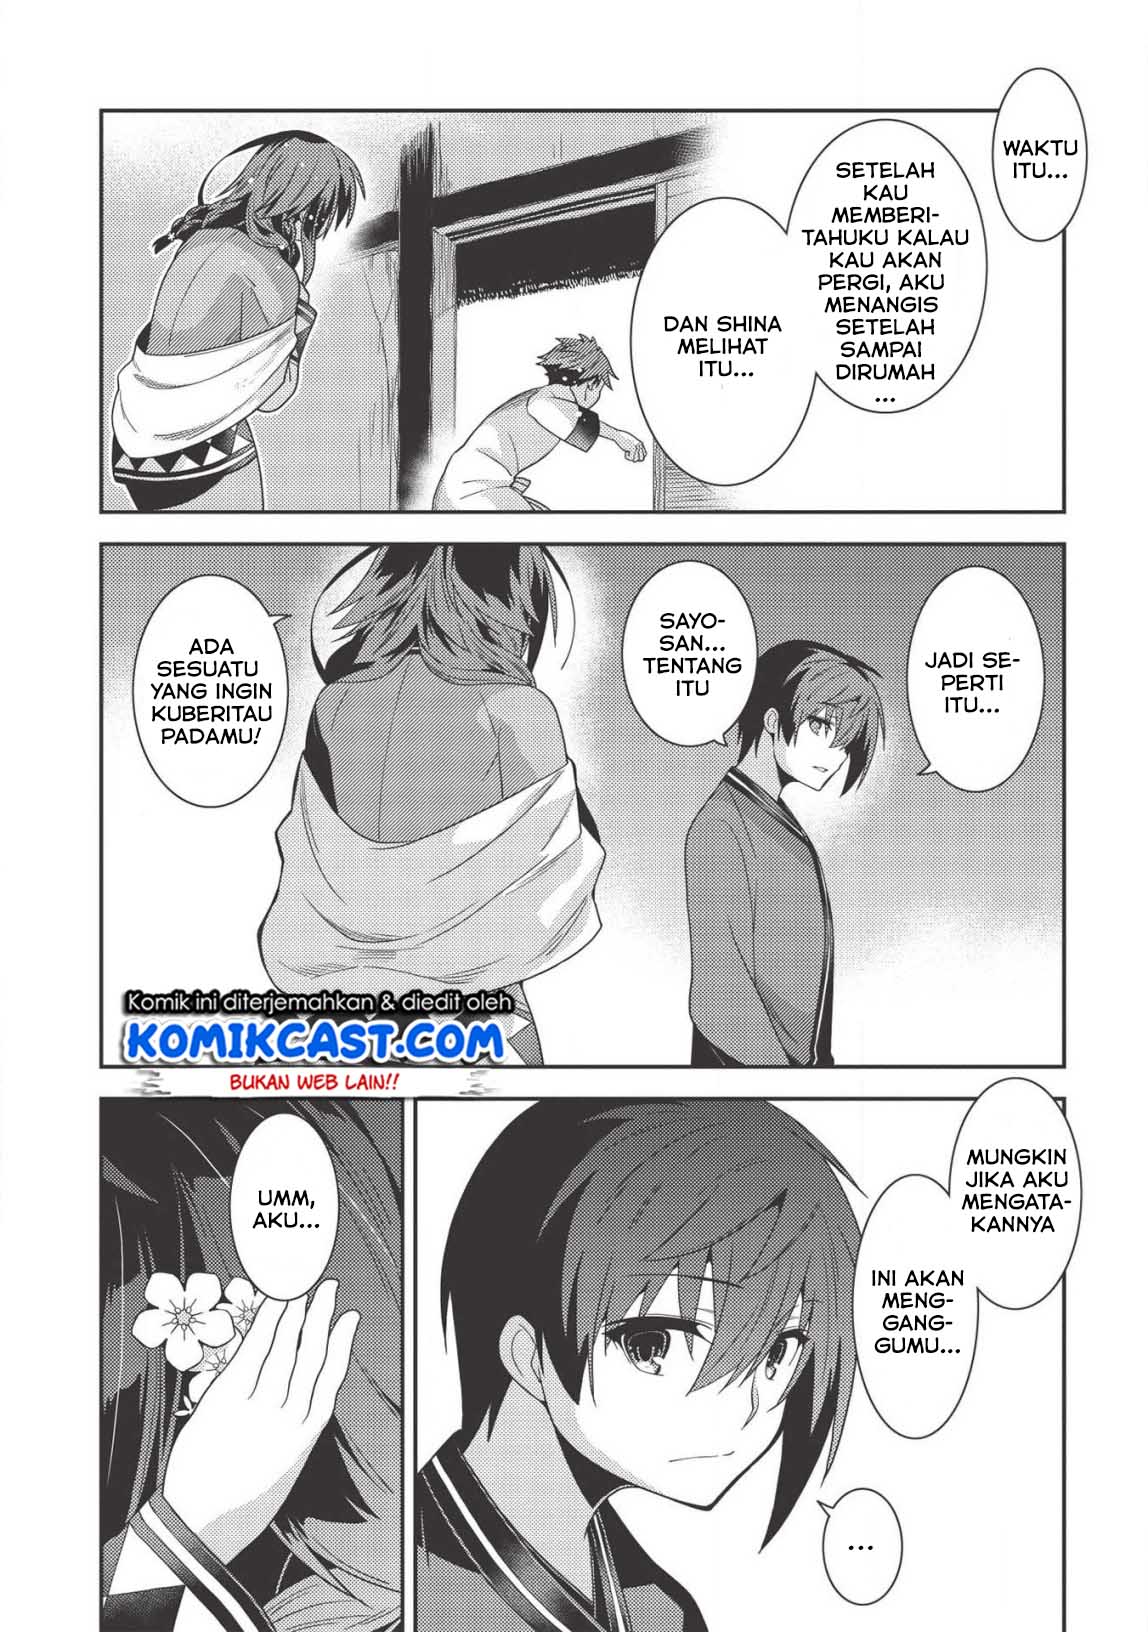 WAKTU
ITU...
SETELAH
KAU
MEMBERI-
TAHUKU KALAU
KAU AKAN
PERGI, AKU
MENANGIS
SETELAH
SAMPAI
DIRUMAH
...
DAN SHINA
MELIHAT
ITU...
JADI SE-
PERTI
ITU...
SAYO-
SAN...
TENTANG
ITU
ADA
SESUATU
YANG INGIN
KUBERITAU
PADAMU!
Komik ini diterjemahkan & diedit oleh
KOMIKCAST.COM
BUKAN WEB LAIN!!
MUNGKIN
JIKA AKU
MENGATA-
KANNYA
INI AKAN
MENG-
GANG-
GUMU...
...
UMM,
AKU...